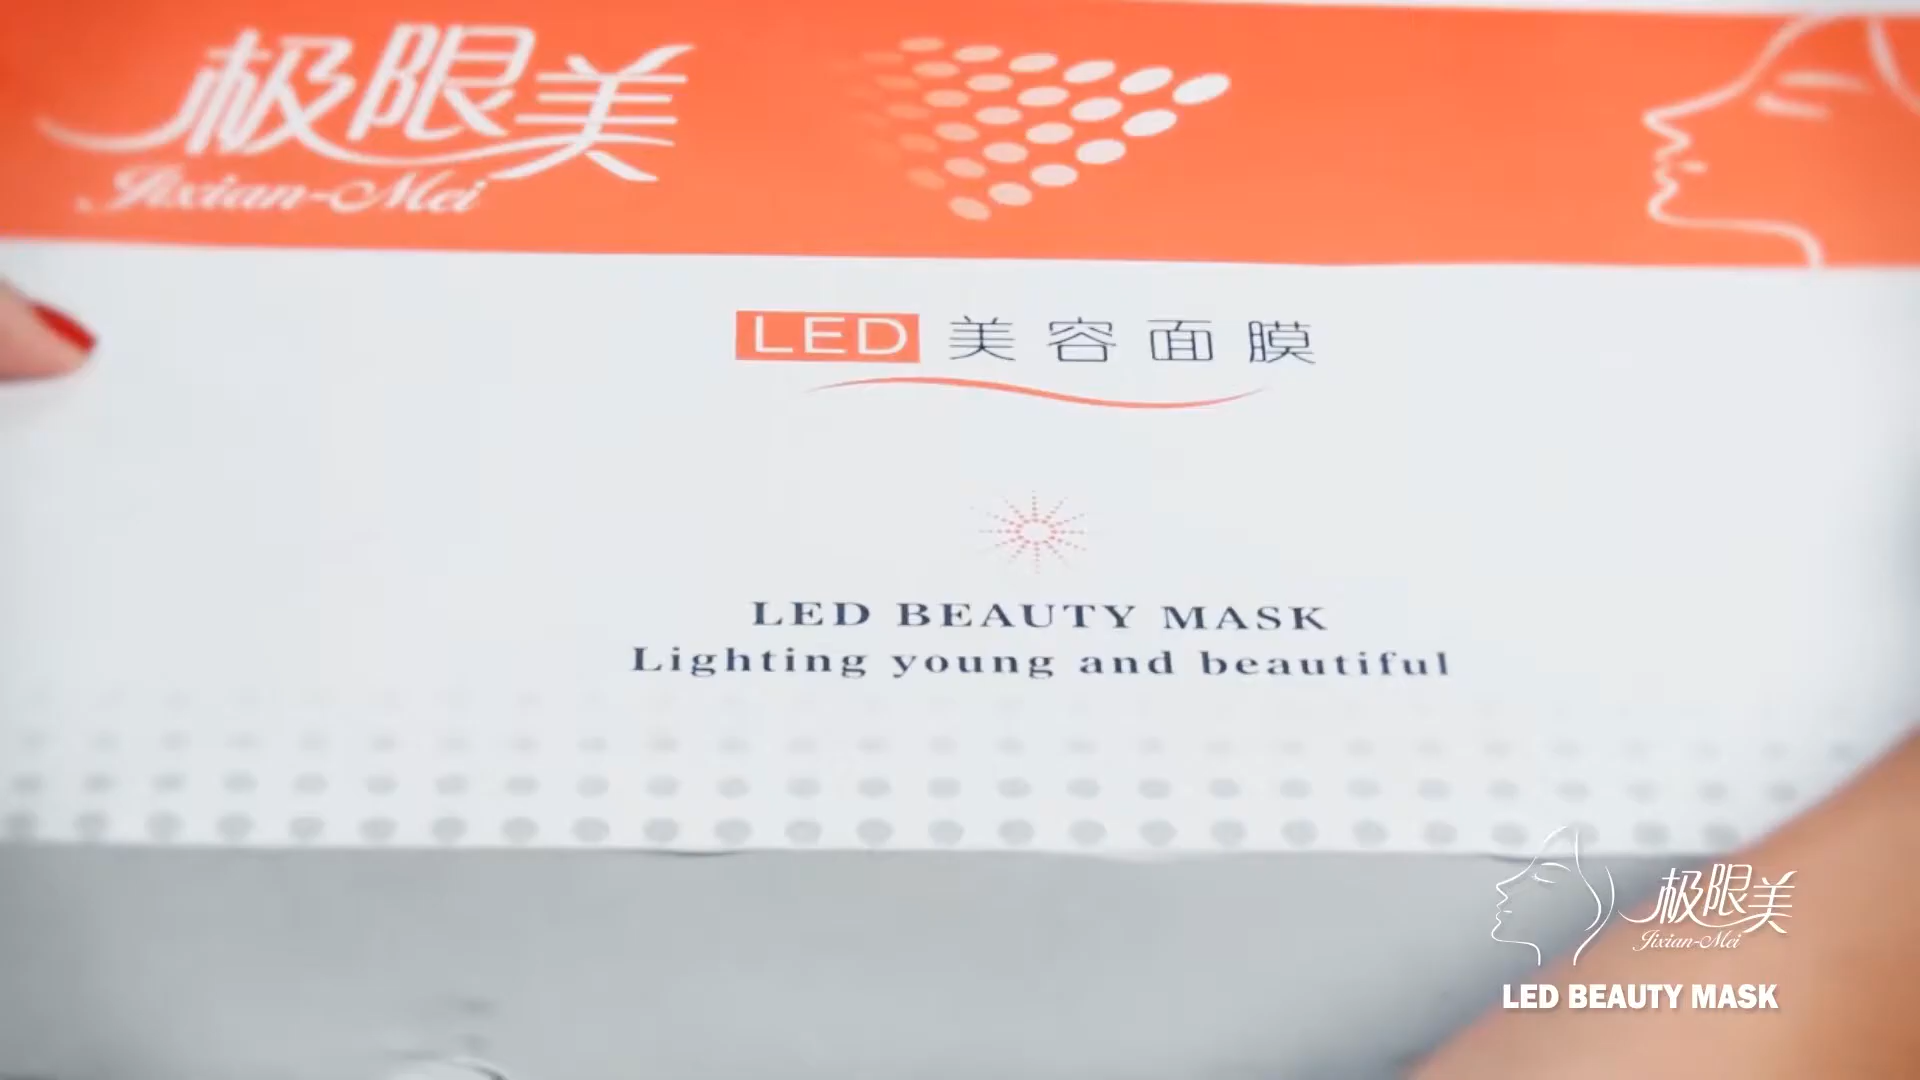 极限美
Jixian-Mei
LED 美容面膜
LED BEAUTY MASK
Lighting young and beautiful
极限美
Jixian-Mei
LED BEAUTY MASK